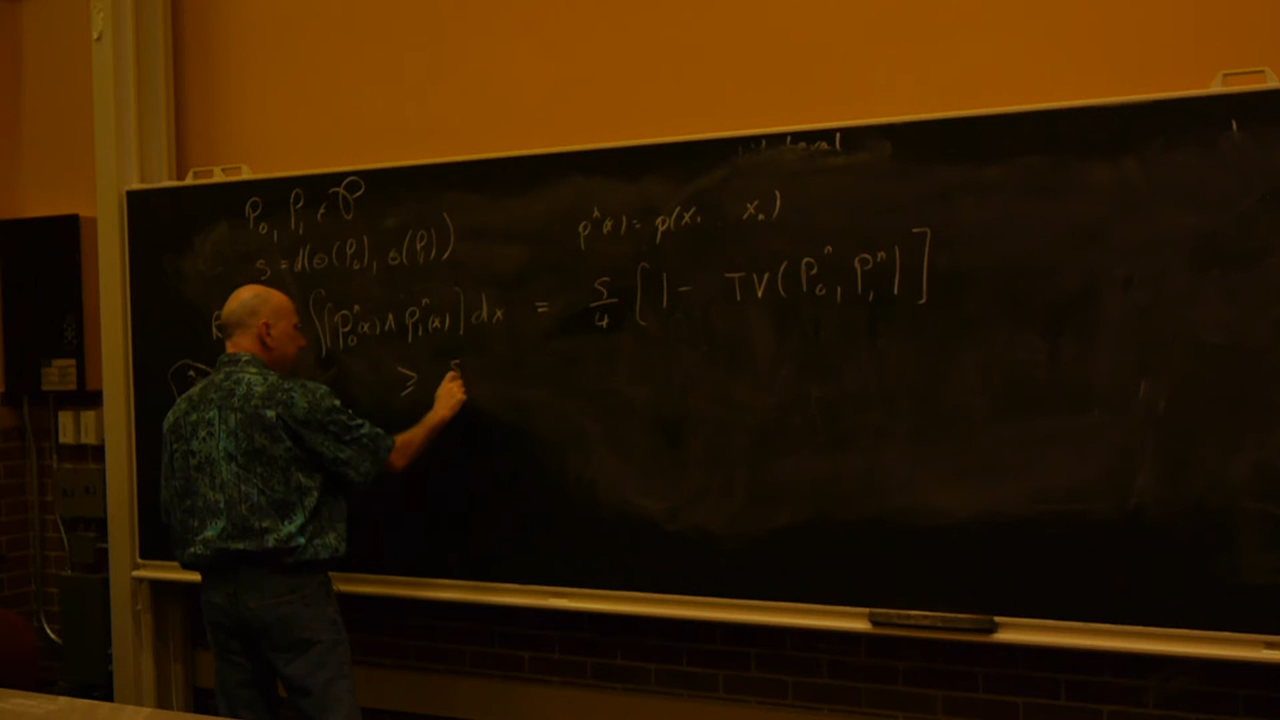 P₀, P₁ ∈ 𝒫
s = d(θ(P₀), θ(P₁))
∫[p₀ⁿ(x) ∧ p₁ⁿ(x)] dx = s/4 [1 - TV(P₀ⁿ, P₁ⁿ)]
≥ s
pⁿ(x) = p(x₁ .. xₙ)